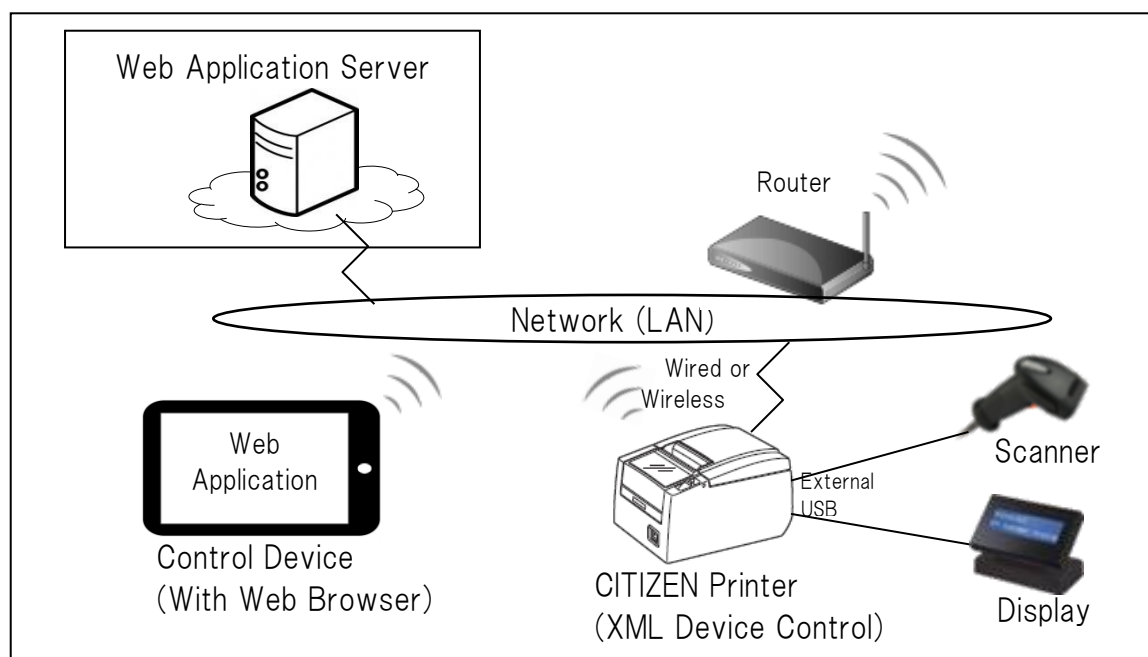 Web Application Server
Router
Network (LAN)
Wired or
Wireless
Web
Application
Scanner
External
USB
Control Device
(With Web Browser)
CITIZEN Printer
(XML Device Control)
Display